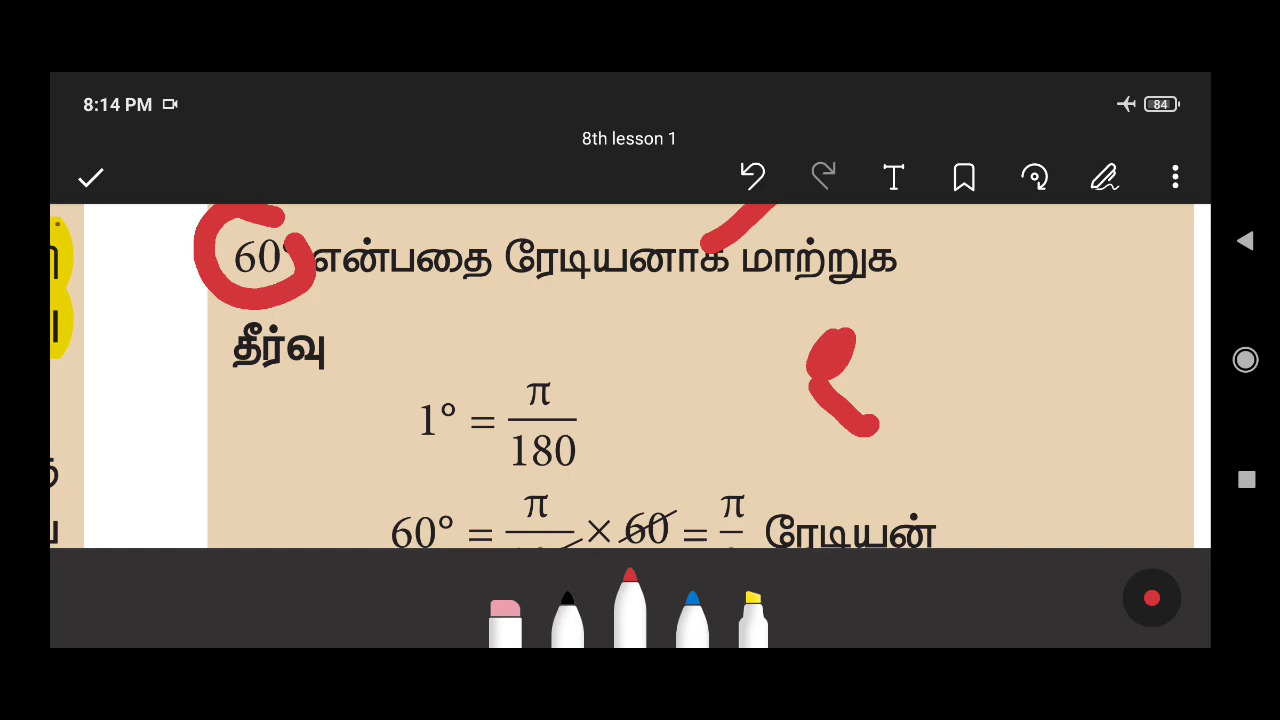 8:14 PM
84
8th lesson 1
60° என்பதை ரேடியனாக மாற்றுக
தீர்வு
1° = π/180
60° = π × 60 = π ரேடியன்